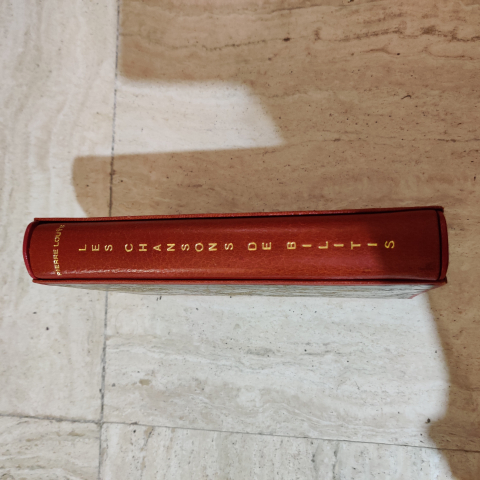 PIERRE LOUŸS
LES CHANSONS DE BILITIS